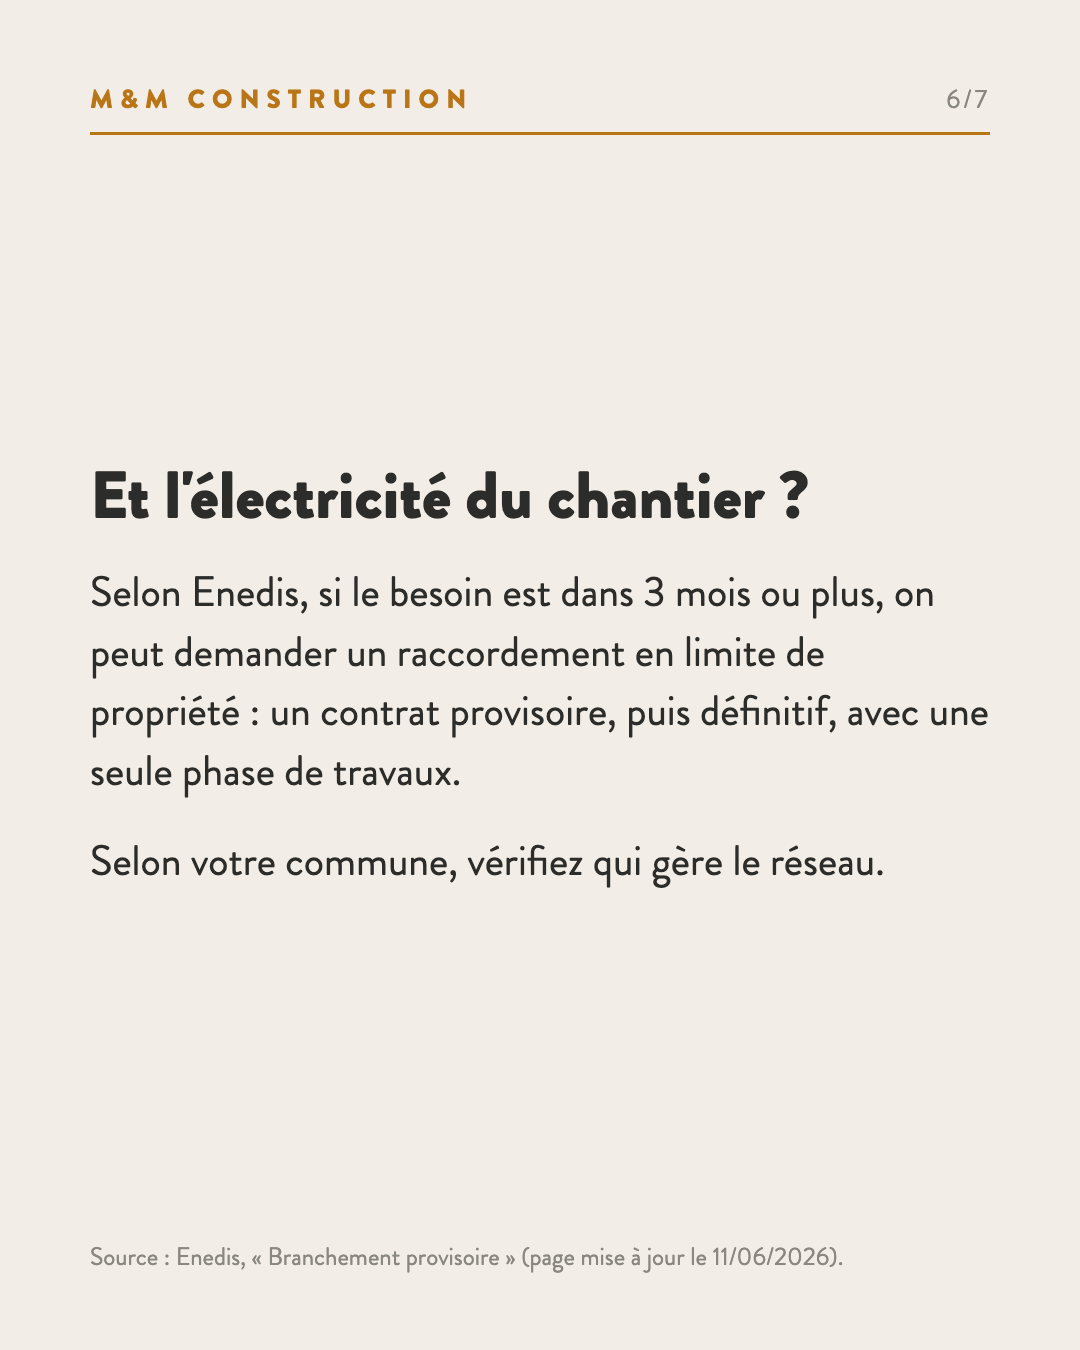 M&M CONSTRUCTION
6/7
Et l'électricité du chantier ?
Selon Enedis, si le besoin est dans 3 mois ou plus, on
peut demander un raccordement en limite de
propriété : un contrat provisoire, puis définitif, avec une
seule phase de travaux.
Selon votre commune, vérifiez qui gère le réseau.
Source : Enedis, « Branchement provisoire » (page mise à jour le 11/06/2026).